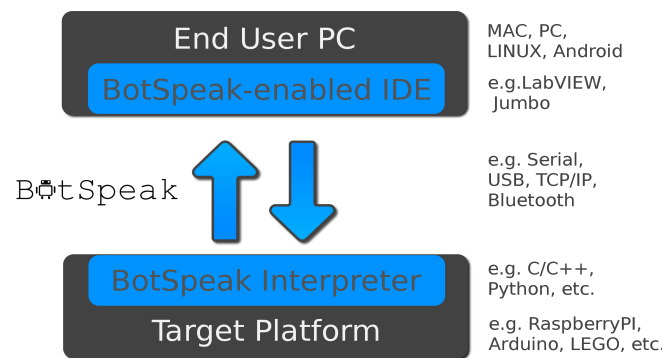 End User PC
BotSpeak-enabled IDE
MAC, PC,
LINUX, Android
e.g.LabVIEW,
Jumbo
BotSpeak
e.g. Serial,
USB, TCP/IP,
Bluetooth
BotSpeak Interpreter
Target Platform
e.g. C/C++,
Python, etc.
e.g. RaspberryPI,
Arduino, LEGO, etc.